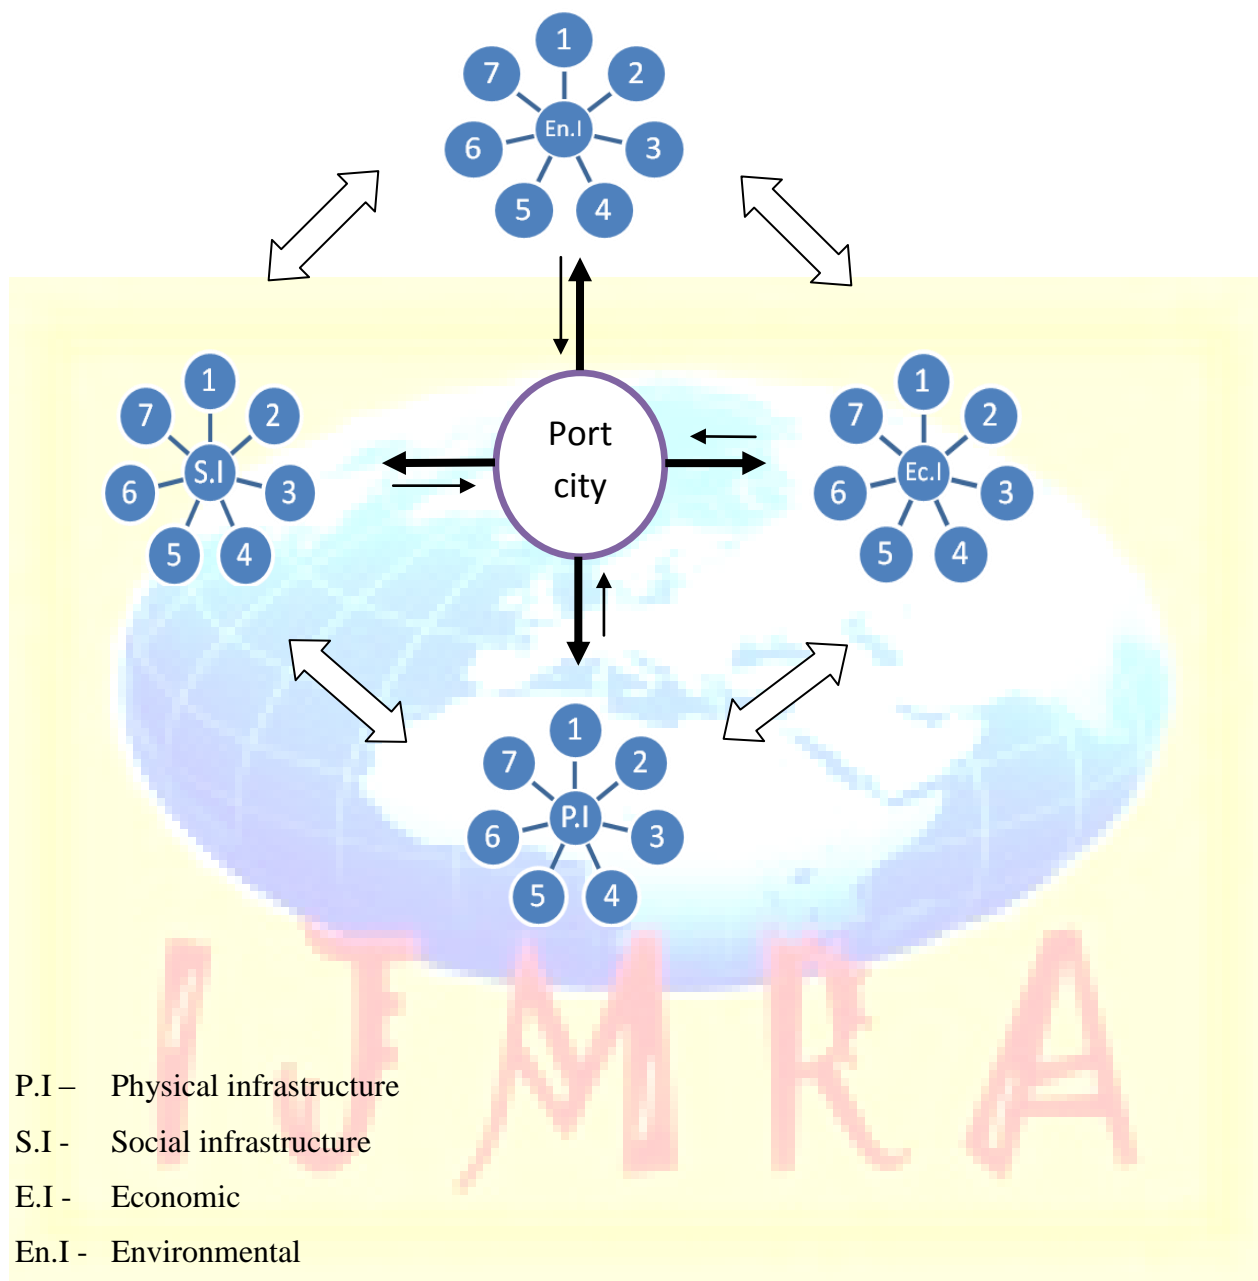 1
7
2
En.I
6
3
5
4
1
7
2
S.I
6
3
5
4
Port
city
1
7
2
Ec.I
6
3
5
4
1
7
2
P.I
6
3
5
4
IJMRA
P.I – Physical infrastructure
S.I - Social infrastructure
E.I - Economic
En.I - Environmental